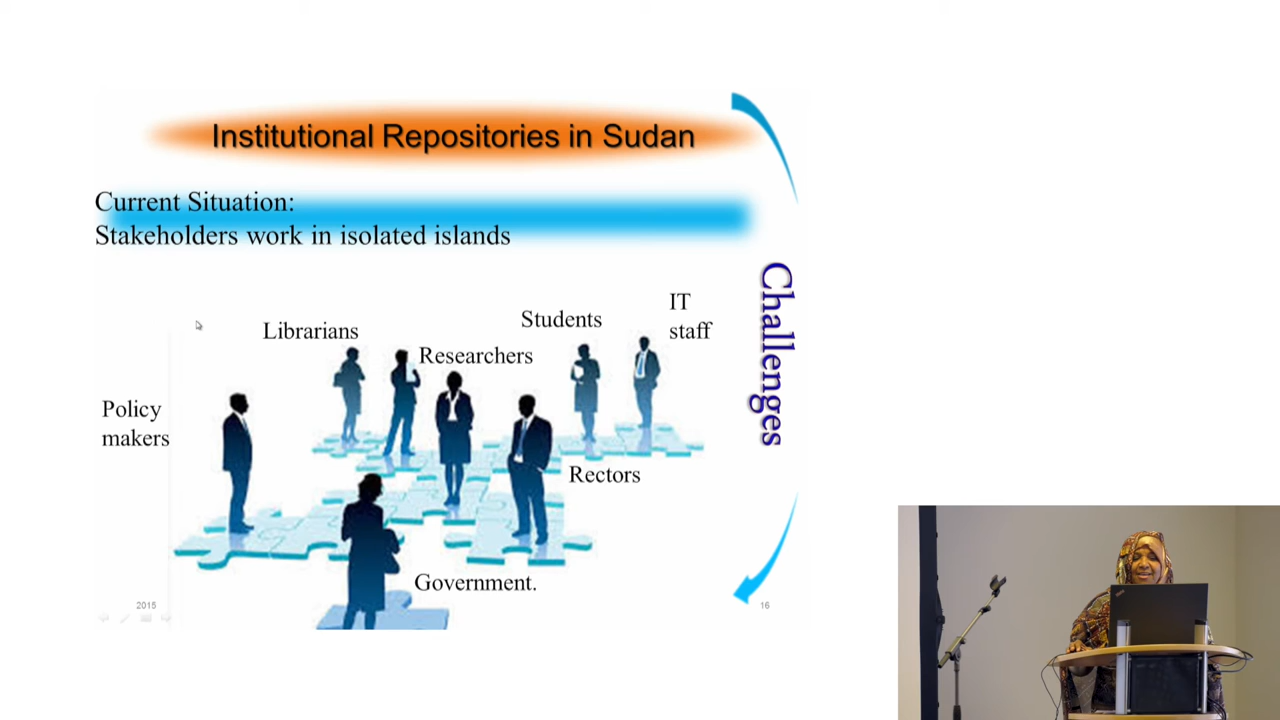 Institutional Repositories in Sudan
Current Situation:
Stakeholders work in isolated islands
Challenges
IT
staff
Students
Librarians
Researchers
Policy
makers
Rectors
Government.
2015
16